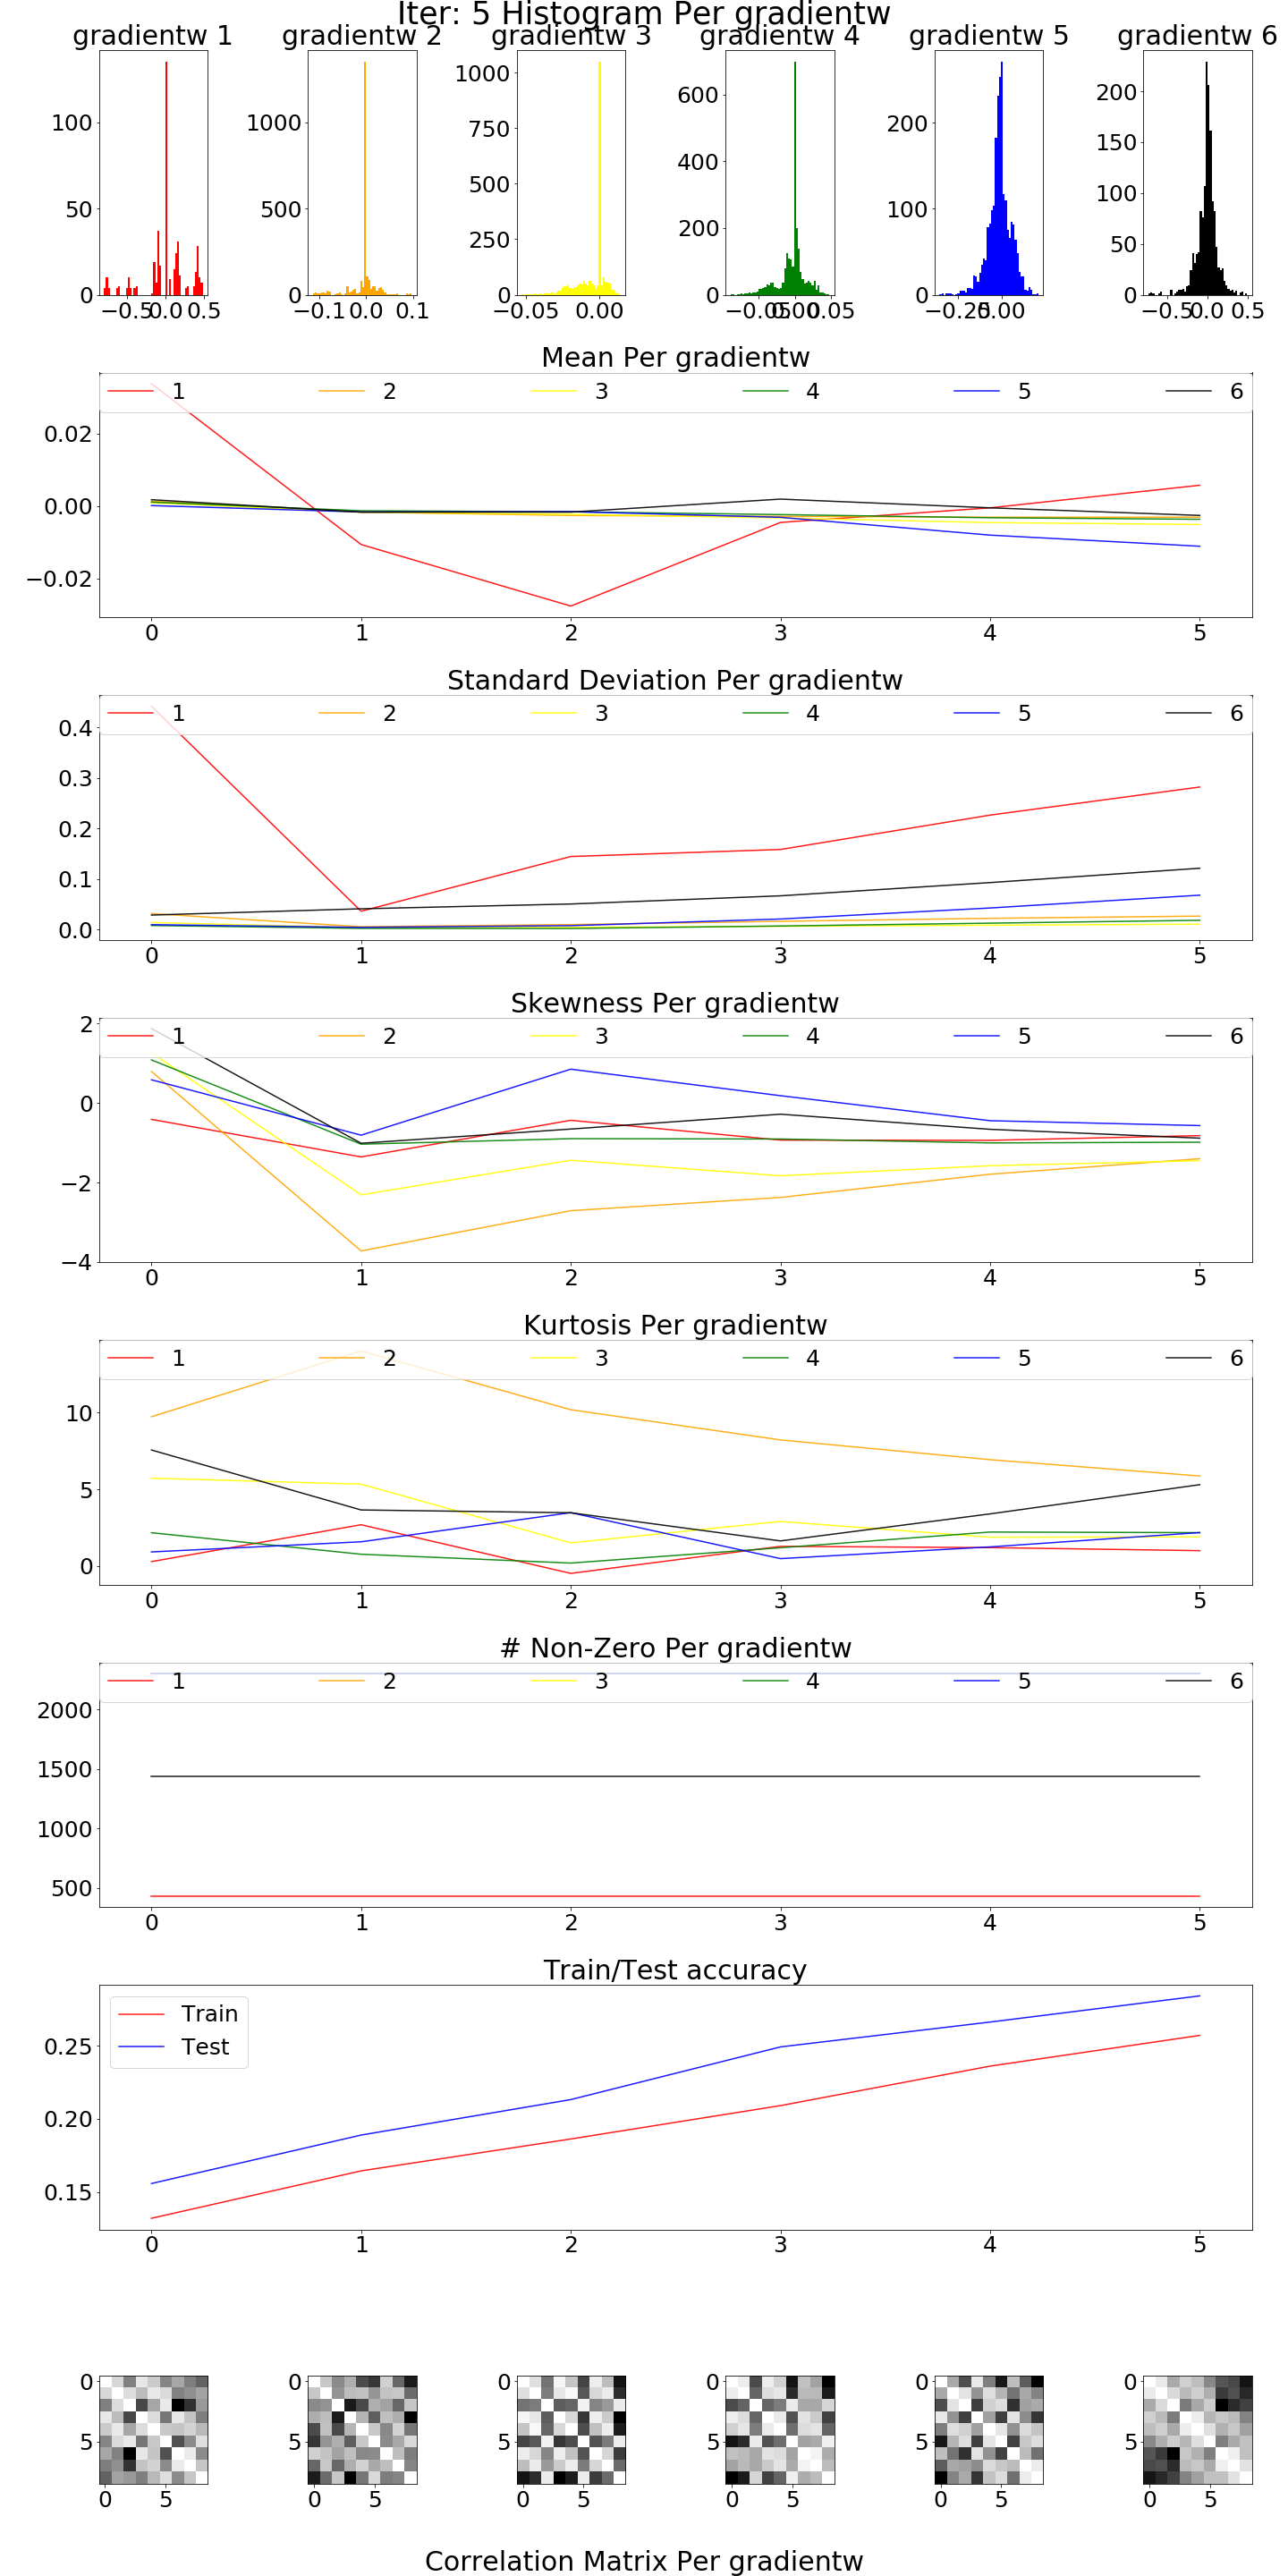 Iter: 5 Histogram Per gradientw
gradientw 1 gradientw 2 gradientw 3 gradientw 4 gradientw 5 gradientw 6
100
50
0
−0.5 0.0 0.5
1000
500
0
−0.1 0.0 0.1
1000
750
500
250
0
−0.05 0.00
600
400
200
0
−0.05 0.00 0.05
200
100
0
−0.25 0.00
200
150
100
50
0
−0.5 0.0 0.5
Mean Per gradientw
1 2 3 4 5 6
0.02
0.00
−0.02
0 1 2 3 4 5
Standard Deviation Per gradientw
1 2 3 4 5 6
0.4
0.3
0.2
0.1
0.0
0 1 2 3 4 5
Skewness Per gradientw
1 2 3 4 5 6
2
0
−2
−4
0 1 2 3 4 5
Kurtosis Per gradientw
1 2 3 4 5 6
10
5
0
0 1 2 3 4 5
# Non-Zero Per gradientw
1 2 3 4 5 6
2000
1500
1000
500
0 1 2 3 4 5
Train/Test accuracy
Train
Test
0.25
0.20
0.15
0 1 2 3 4 5
0
5
0 5
0
5
0 5
0
5
0 5
0
5
0 5
0
5
0 5
0
5
0 5
Correlation Matrix Per gradientw